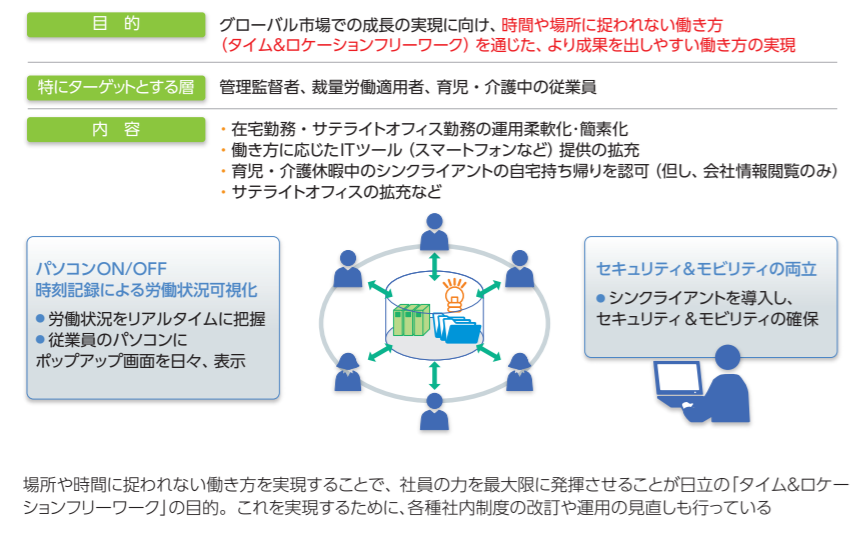 目 的
グローバル市場での成長の実現に向け、時間や場所に捉われない働き方
（タイム&ロケーションフリーワーク）を通じた、より成果を出しやすい働き方の実現
特にターゲットとする層
管理監督者、裁量労働適用者、育児・介護中の従業員
内 容
・在宅勤務・サテライトオフィス勤務の運用柔軟化・簡素化
・働き方に応じたITツール（スマートフォンなど）提供の拡充
・育児・介護休暇中のシンクライアントの自宅持ち帰りを認可（但し、会社情報閲覧のみ）
・サテライトオフィスの拡充など
パソコンON/OFF
時刻記録による労働状況可視化
●労働状況をリアルタイムに把握
●従業員のパソコンに
ポップアップ画面を日々、表示
セキュリティ&モビリティの両立
●シンクライアントを導入し、
セキュリティ&モビリティの確保
場所や時間に捉われない働き方を実現することで、社員の力を最大限に発揮させることが日立の「タイム&ロケー
ションフリーワーク」の目的。これを実現するために、各種社内制度の改訂や運用の見直しも行っている